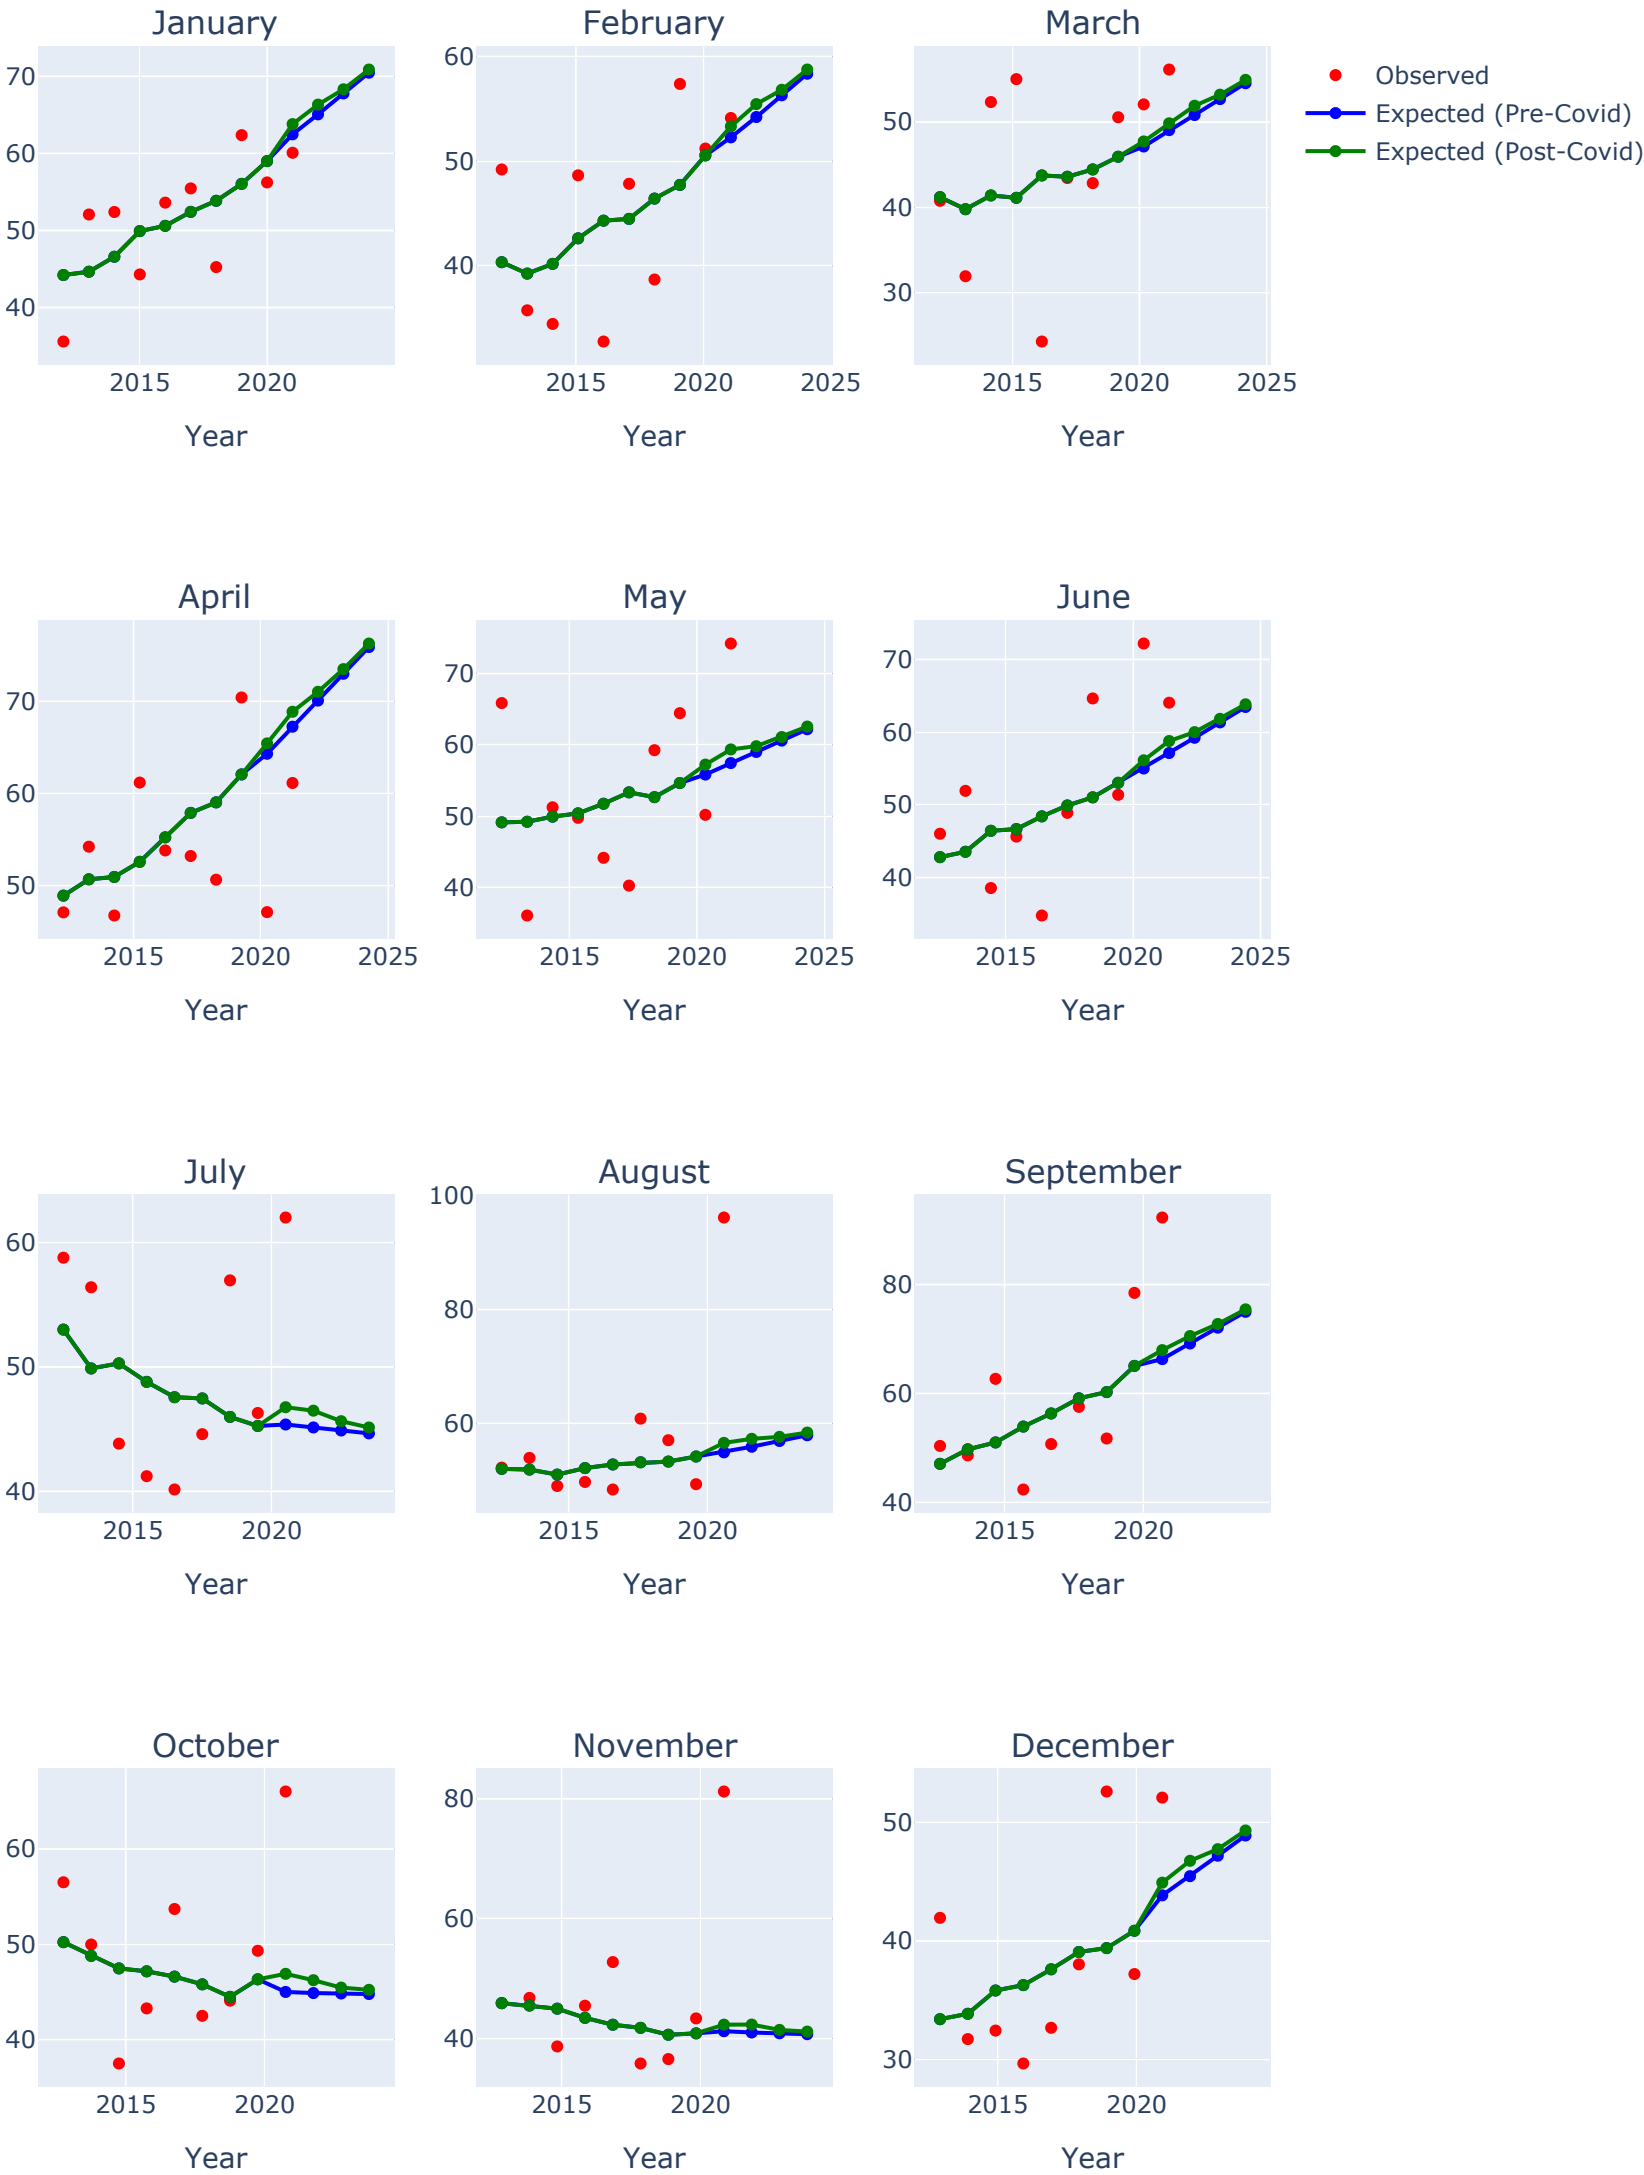 January
February
March
70
60
50
40
2015
2020
Year
60
50
40
2015
2020
2025
Year
50
40
30
2015
2020
2025
Year
Observed
Expected (Pre-Covid)
Expected (Post-Covid)
April
May
June
70
60
50
2015
2020
2025
Year
70
60
50
40
2015
2020
2025
Year
70
60
50
40
2015
2020
2025
Year
July
August
September
60
50
40
2015
2020
Year
100
80
60
2015
2020
Year
80
60
40
2015
2020
Year
October
November
December
60
50
40
2015
2020
Year
80
60
40
2015
2020
Year
50
40
30
2015
2020
Year